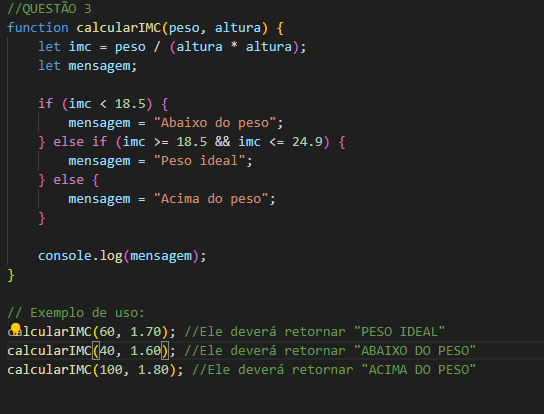 //QUESTÃO 3
function calcularIMC(peso, altura) {
let imc = peso / (altura * altura);
let mensagem;
if (imc < 18.5) {
mensagem = "Abaixo do peso";
} else if (imc >= 18.5 && imc <= 24.9) {
mensagem = "Peso ideal";
} else {
mensagem = "Acima do peso";
}
console.log(mensagem);
}
// Exemplo de uso:
calcularIMC(60, 1.70); //Ele deverá retornar "PESO IDEAL"
calcularIMC(40, 1.60); //Ele deverá retornar "ABAIXO DO PESO"
calcularIMC(100, 1.80); //Ele deverá retornar "ACIMA DO PESO"